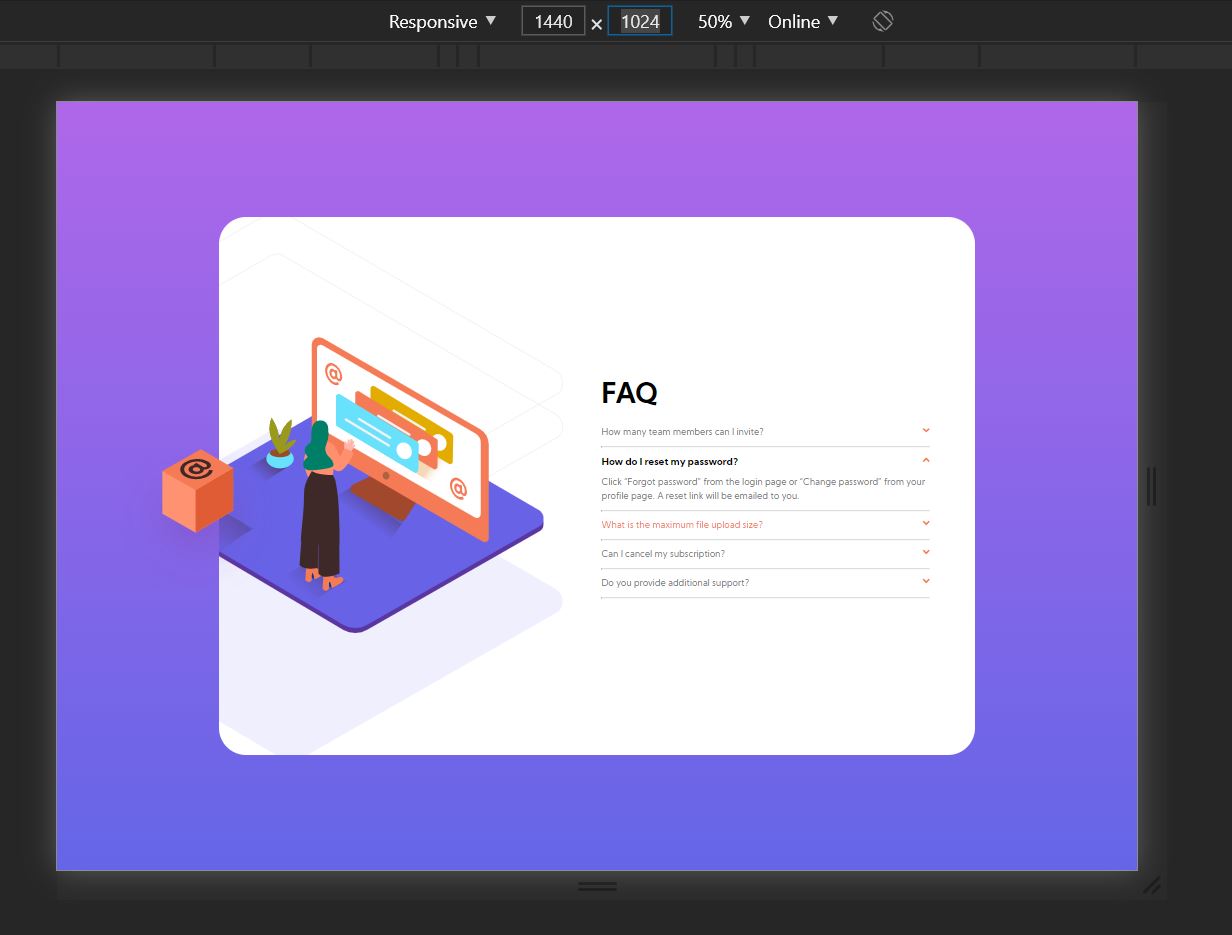 Responsive ▼ 1440 × 1024 50% ▼ Online ▼
@
@
@
FAQ
How many team members can I invite?
How do I reset my password?
Click “Forgot password” from the login page or “Change password” from your
profile page. A reset link will be emailed to you.
What is the maximum file upload size?
Can I cancel my subscription?
Do you provide additional support?